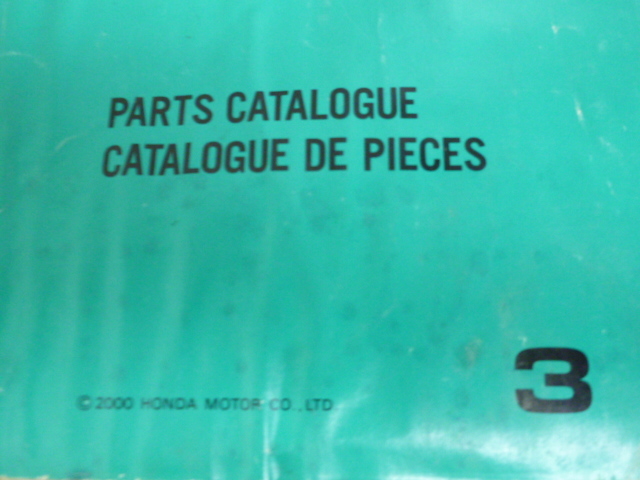 PARTS CATALOGUE
CATALOGUE DE PIECES
3
© 2000 HONDA MOTOR CO., LTD.